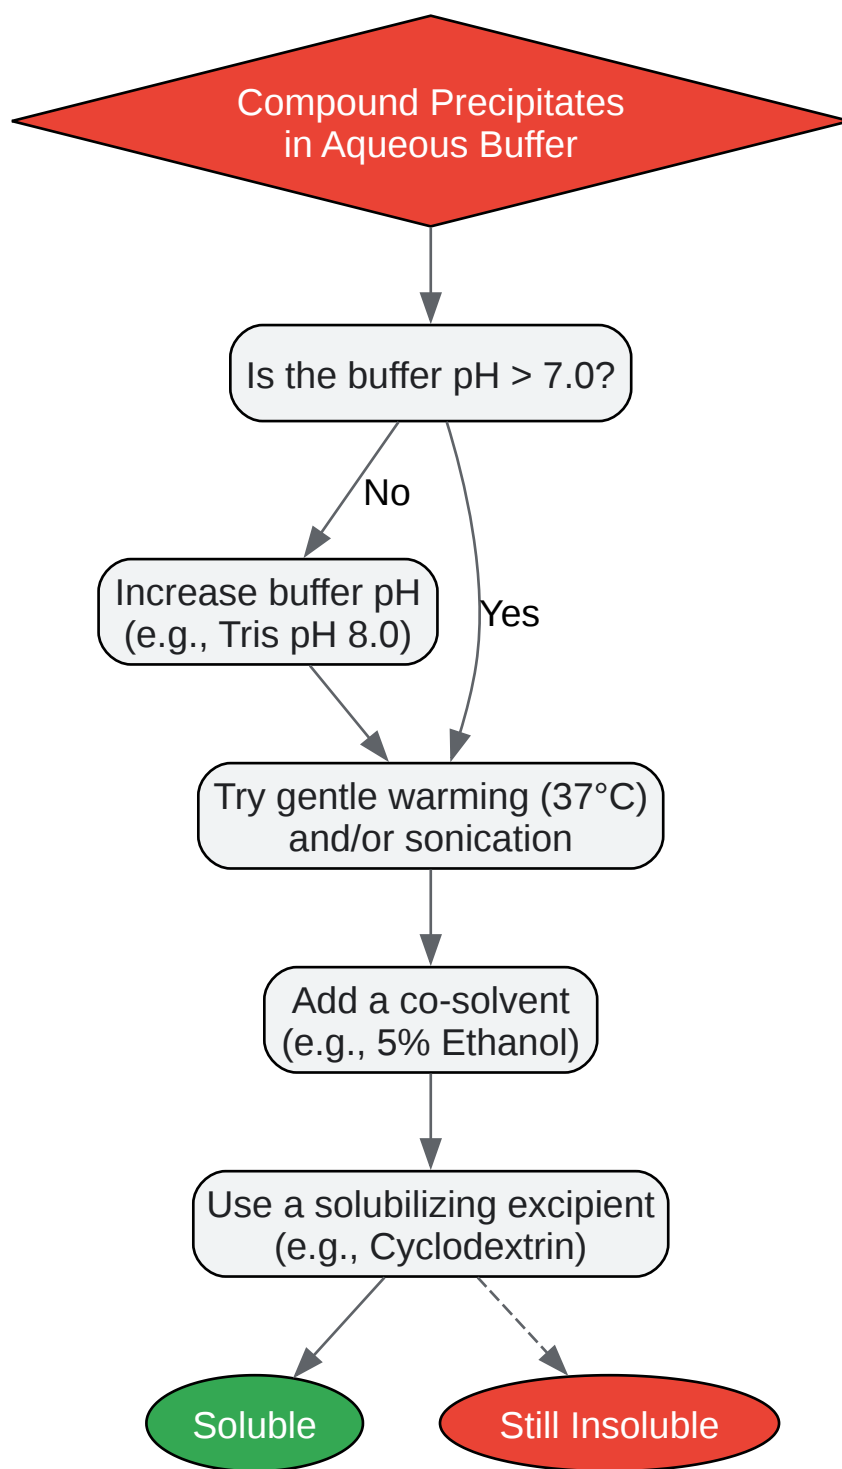 Compound Precipitates
in Aqueous Buffer
Is the buffer pH > 7.0?
No
Increase buffer pH
(e.g., Tris pH 8.0)
Yes
Try gentle warming (37°C)
and/or sonication
Add a co-solvent
(e.g., 5% Ethanol)
Use a solubilizing excipient
(e.g., Cyclodextrin)
Soluble
Still Insoluble